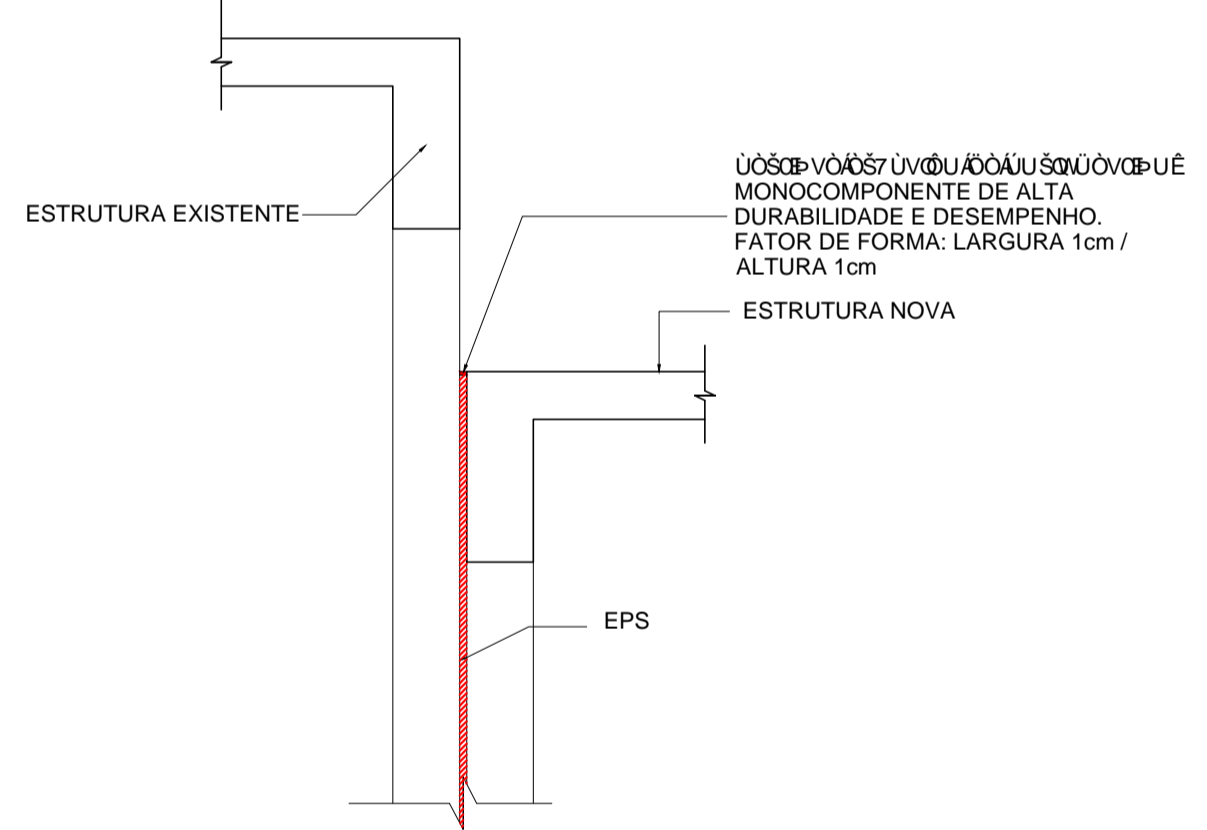 ESTRUTURA EXISTENTE
MONOCOMPONENTE DE ALTA
DURABILIDADE E DESEMPENHO.
FATOR DE FORMA: LARGURA 1cm /
ALTURA 1cm
ESTRUTURA NOVA
EPS